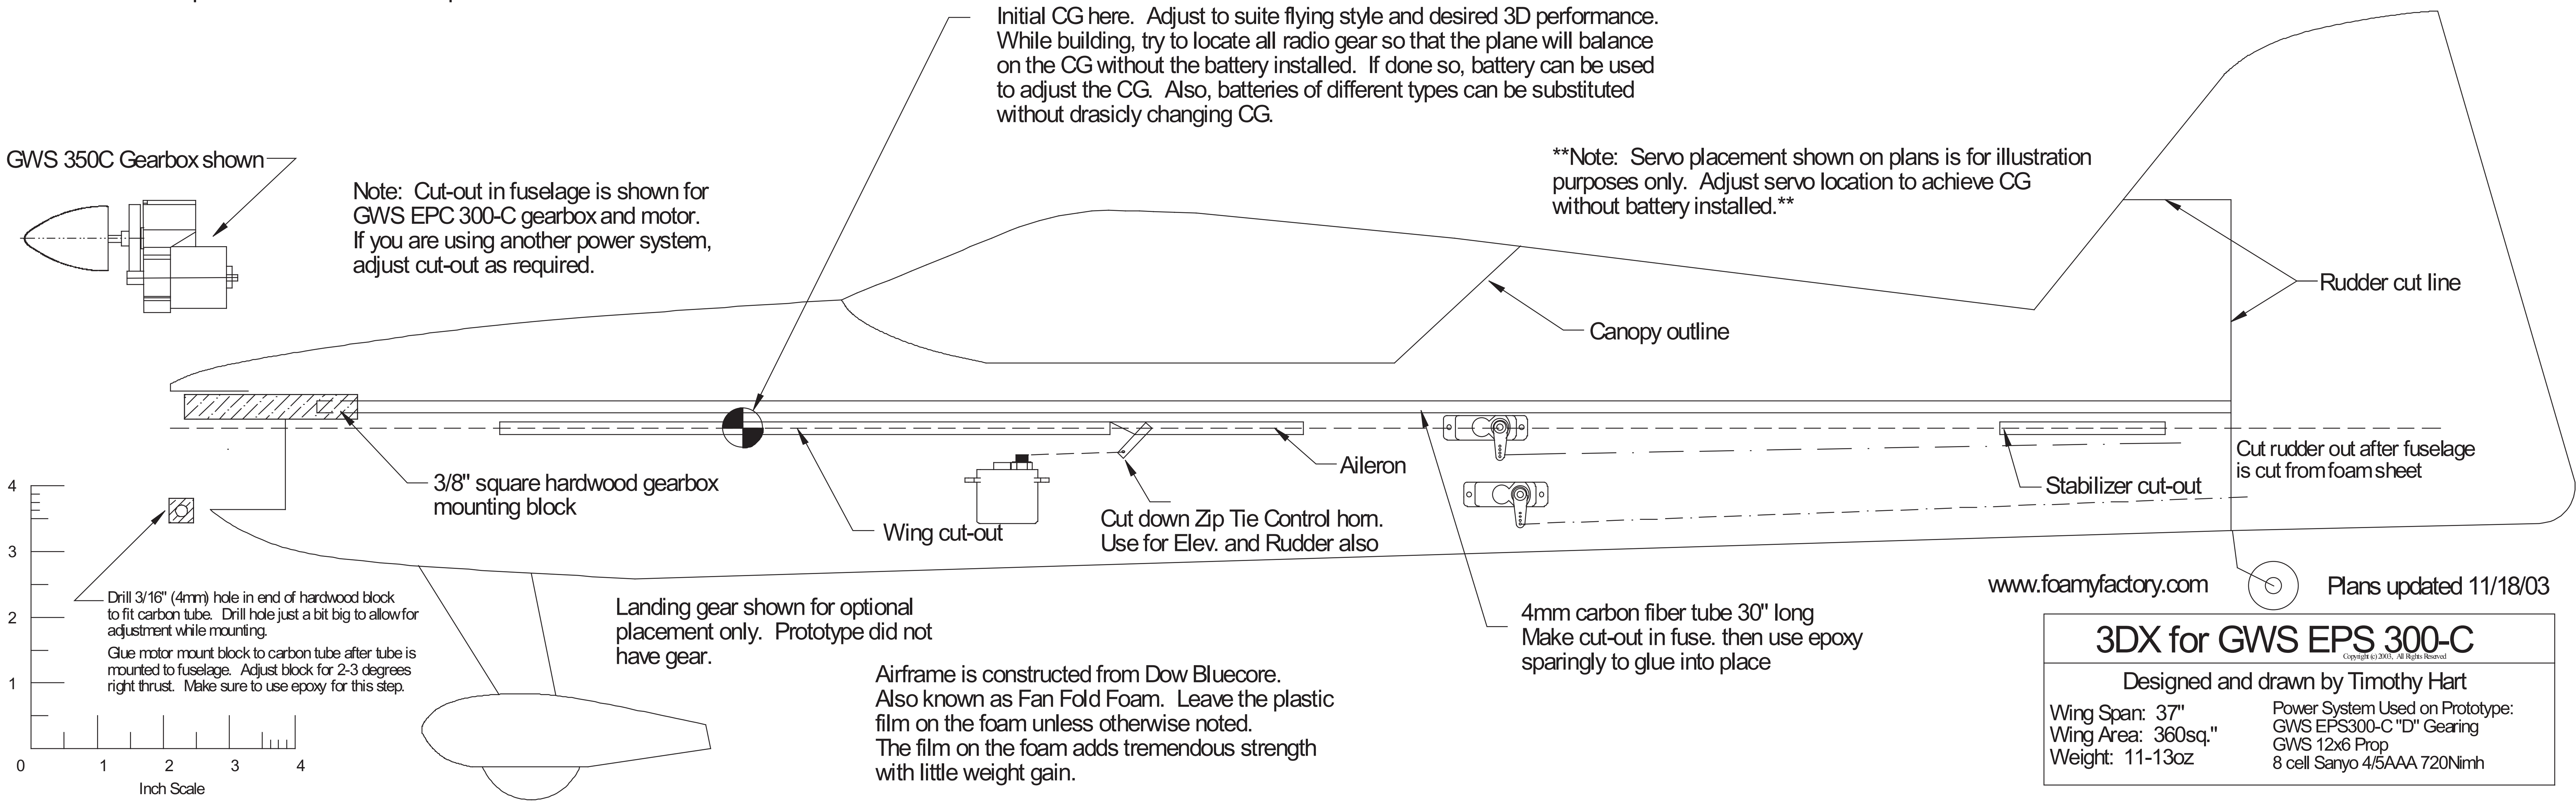 Initial CG here. Adjust to suite flying style and desired 3D performance.
While building, try to locate all radio gear so that the plane will balance
on the CG without the battery installed. If done so, battery can be used
to adjust the CG. Also, batteries of different types can be substituted
without drasicly changing CG.
GWS 350C Gearbox shown
Note: Cut-out in fuselage is shown for
GWS EPC 300-C gearbox and motor.
If you are using another power system,
adjust cut-out as required.
**Note: Servo placement shown on plans is for illustration
purposes only. Adjust servo location to achieve CG
without battery installed.**
Rudder cut line
Canopy outline
Cut rudder out after fuselage
is cut from foam sheet
Aileron
3/8" square hardwood gearbox
mounting block
Stabilizer cut-out
Wing cut-out
Cut down Zip Tie Control horn.
Use for Elev. and Rudder also
4
3
2
1
0
1
2
3
4
Inch Scale
Drill 3/16" (4mm) hole in end of hardwood block
to fit carbon tube. Drill hole just a bit big to allow for
adjustment while mounting.
Glue motor mount block to carbon tube after tube is
mounted to fuselage. Adjust block for 2-3 degrees
right thrust. Make sure to use epoxy for this step.
Landing gear shown for optional
placement only. Prototype did not
have gear.
4mm carbon fiber tube 30" long
Make cut-out in fuse. then use epoxy
sparingly to glue into place
Airframe is constructed from Dow Bluecore.
Also known as Fan Fold Foam. Leave the plastic
film on the foam unless otherwise noted.
The film on the foam adds tremendous strength
with little weight gain.
www.foamyfactory.com
Plans updated 11/18/03
3DX for GWS EPS 300-C
Copyright (c) 2003, All Rights Reserved
Designed and drawn by Timothy Hart
Wing Span: 37"
Wing Area: 360sq."
Weight: 11-13oz
Power System Used on Prototype:
GWS EPS300-C "D" Gearing
GWS 12x6 Prop
8 cell Sanyo 4/5AAA 720Nimh